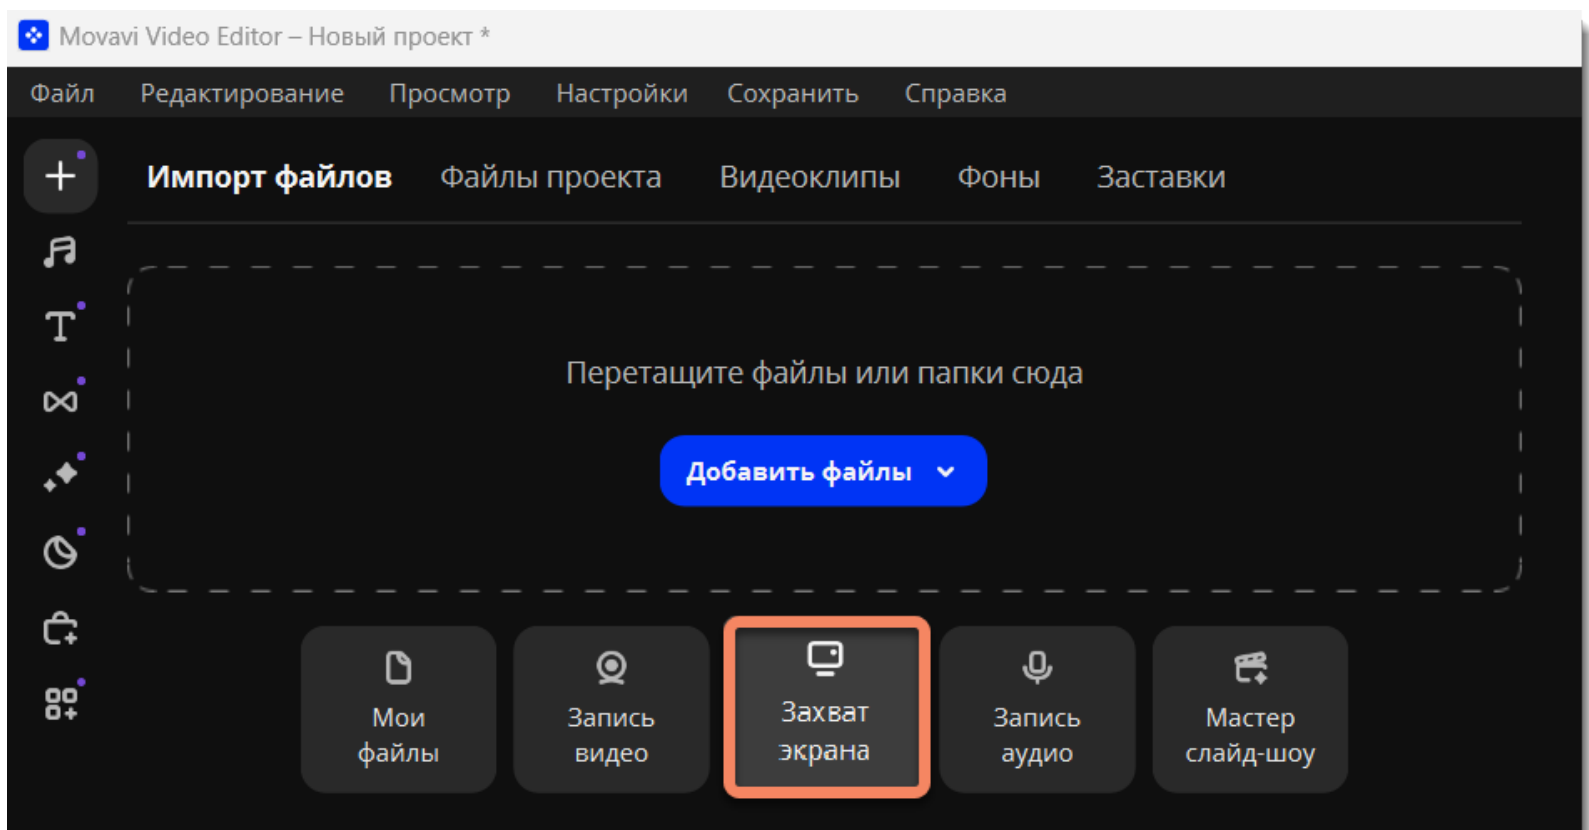 Movavi Video Editor – Новый проект *
Файл Редактирование Просмотр Настройки Сохранить Справка
Импорт файлов Файлы проекта Видеоклипы Фоны Заставки
Перетащите файлы или папки сюда
Добавить файлы
Мои
файлы
Запись
видео
Захват
экрана
Запись
аудио
Мастер
слайд-шоу